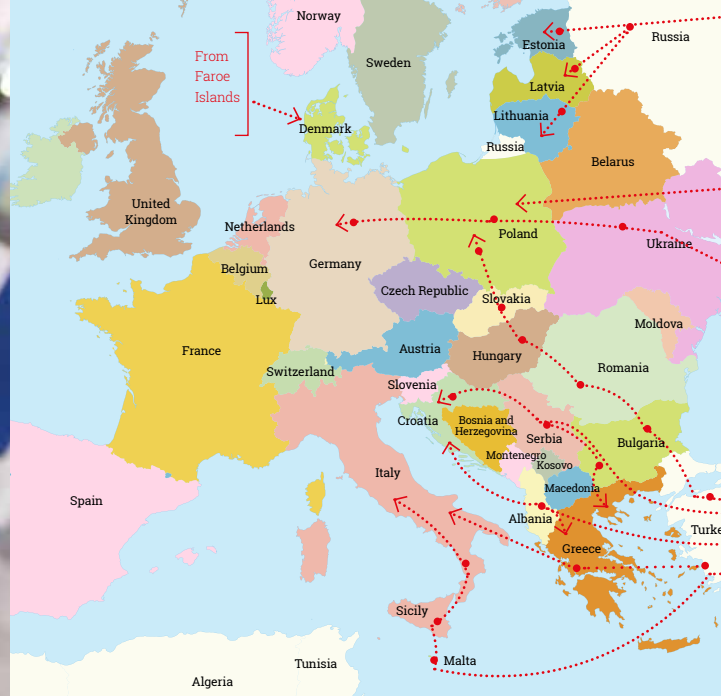 Norway
From
Faroe
Islands
Sweden
Estonia
Russia
Latvia
Denmark
Lithuania
Russia
Belarus
United
Kingdom
Netherlands
Poland
Ukraine
Belgium
Germany
Czech Republic
Lux
Slovakia
Moldova
France
Austria
Hungary
Switzerland
Romania
Slovenia
Croatia
Bosnia and
Herzegovina
Serbia
Bulgaria
Montenegro
Kosovo
Italy
Macedonia
Spain
Albania
Turke
Greece
Sicily
Malta
Tunisia
Algeria